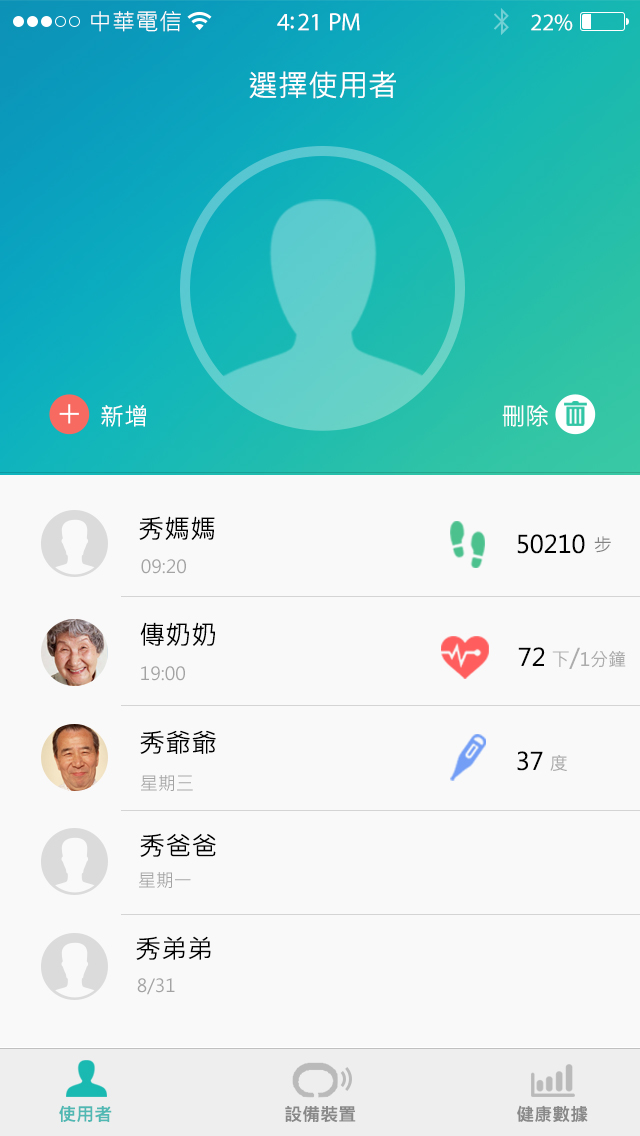 中華電信 4:21 PM 22%
選擇使用者
新增 刪除
秀媽媽
09:20
50210 步
傳奶奶
19:00
72 下/1分鐘
秀爺爺
星期三
37 度
秀爸爸
星期一
秀弟弟
8/31
使用者 設備裝置 健康數據